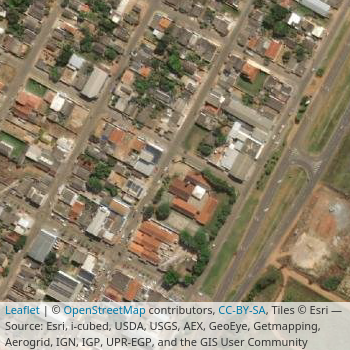 Leaflet | © OpenStreetMap contributors, CC-BY-SA, Tiles © Esri —
Source: Esri, i-cubed, USDA, USGS, AEX, GeoEye, Getmapping,
Aerogrid, IGN, IGP, UPR-EGP, and the GIS User Community